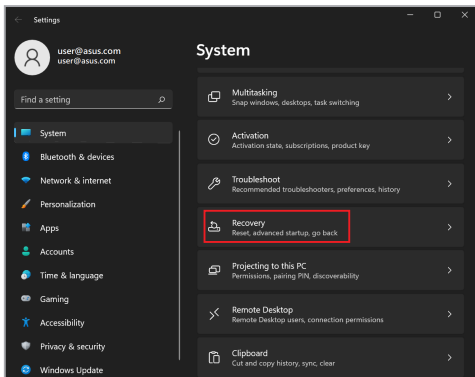 Settings
user@asus.com
user@asus.com
Find a setting
System
Bluetooth & devices
Network & internet
Personalization
Apps
Accounts
Time & language
Gaming
Accessibility
Privacy & security
Windows Update
System
Multitasking
Snap windows, desktops, task switching
Activation
Activation state, subscriptions, product key
Troubleshoot
Recommended troubleshooters, preferences, history
Recovery
Reset, advanced startup, go back
Projecting to this PC
Permissions, pairing PIN, discoverability
Remote Desktop
Remote Desktop users, connection permissions
Clipboard
Cut and copy history, sync, clear